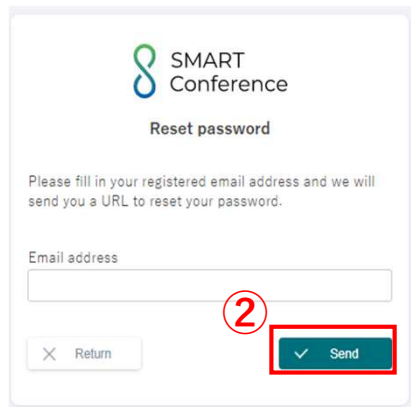 SMART
Conference
Reset password
Please fill in your registered email address and we will
send you a URL to reset your password.
Email address
②
Return
Send